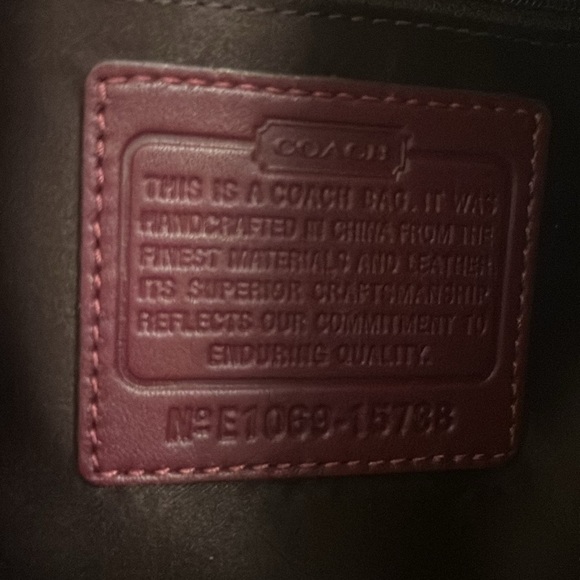 COACH
THIS IS A COACH BAG. IT WAS
HANDCRAFTED IN CHINA FROM THE
FINEST MATERIALS AND LEATHER
ITS SUPERIOR CRAFTSMANSHIP
REFLECTS OUR COMMITMENT TO
ENDURING QUALITY.
Nº E1069-15788